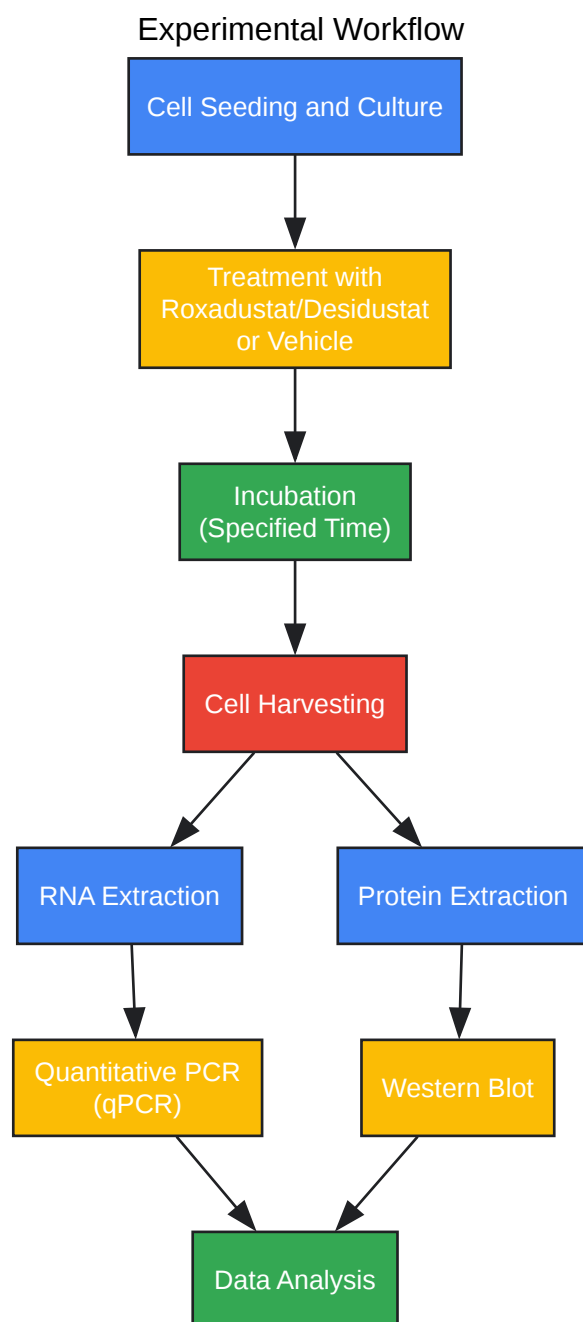 Experimental Workflow
Cell Seeding and Culture
Treatment with
Roxadustat/Desidustat
or Vehicle
Incubation
(Specified Time)
Cell Harvesting
RNA Extraction
Protein Extraction
Quantitative PCR
(qPCR)
Western Blot
Data Analysis